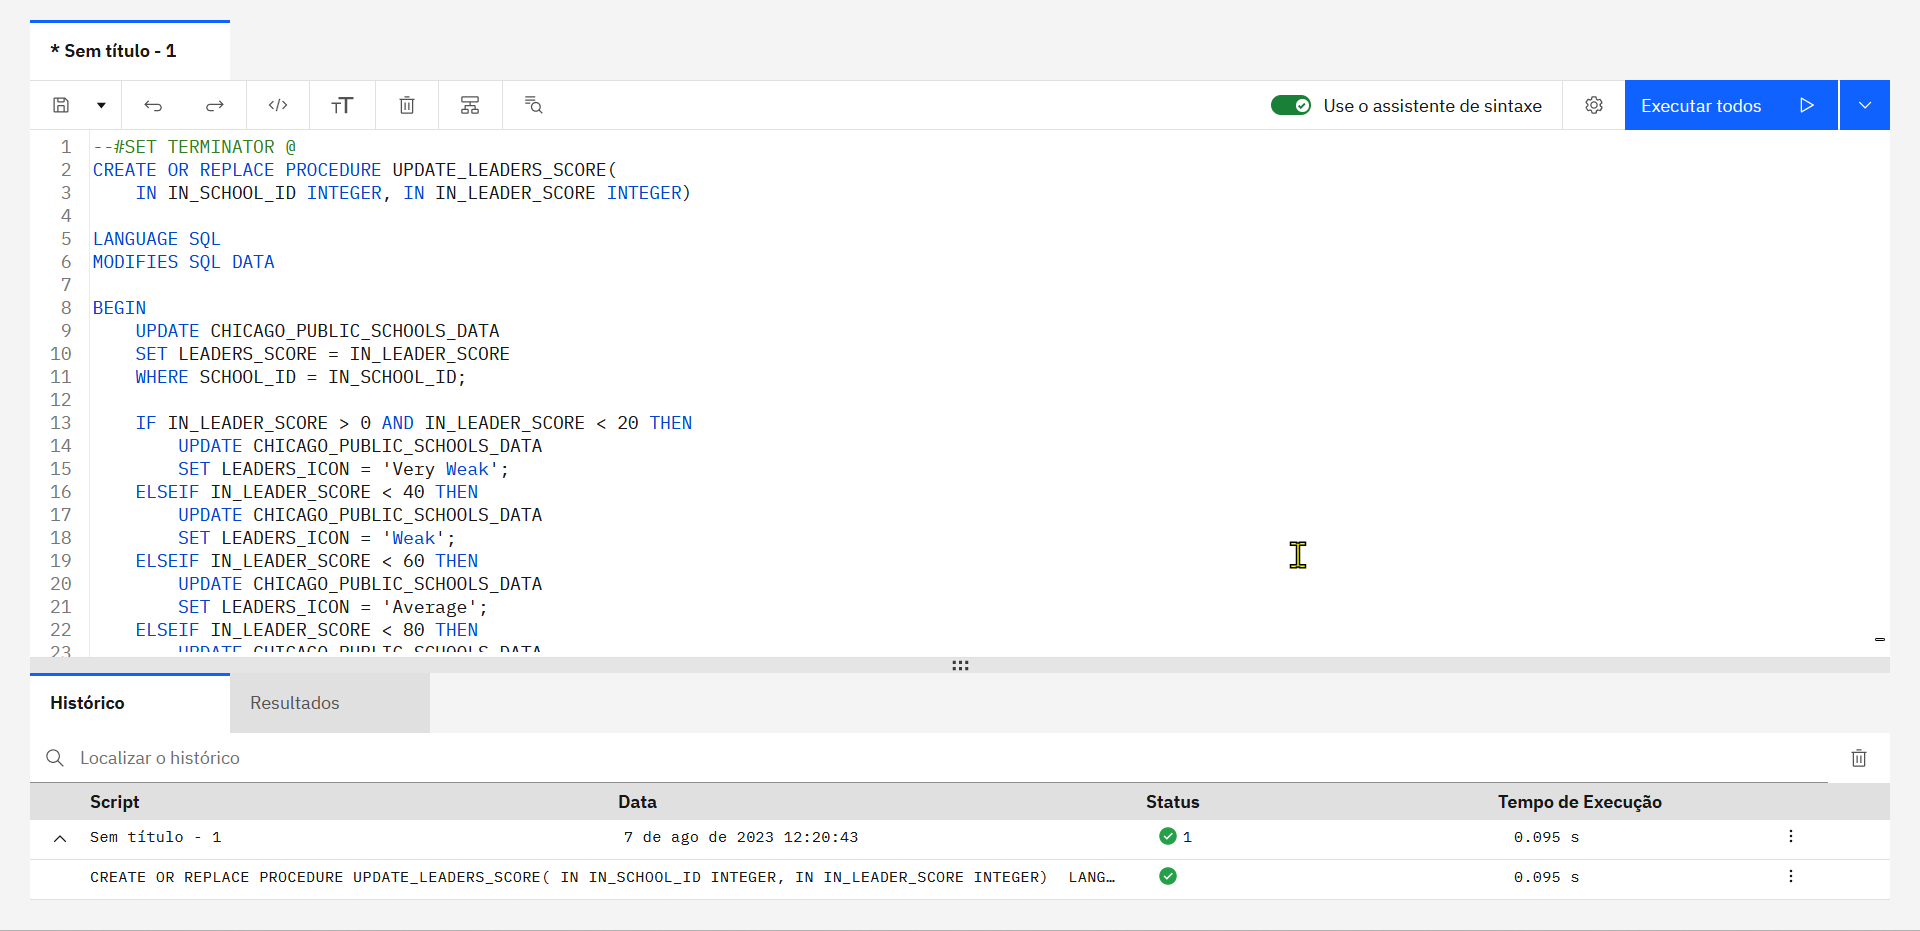 * Sem título - 1
Use o assistente de sintaxe
Executar todos
1 --#SET TERMINATOR @
2 CREATE OR REPLACE PROCEDURE UPDATE_LEADERS_SCORE(
3 IN IN_SCHOOL_ID INTEGER, IN IN_LEADER_SCORE INTEGER)
4
5 LANGUAGE SQL
6 MODIFIES SQL DATA
7
8 BEGIN
9 UPDATE CHICAGO_PUBLIC_SCHOOLS_DATA
10 SET LEADERS_SCORE = IN_LEADER_SCORE
11 WHERE SCHOOL_ID = IN_SCHOOL_ID;
12
13 IF IN_LEADER_SCORE > 0 AND IN_LEADER_SCORE < 20 THEN
14 UPDATE CHICAGO_PUBLIC_SCHOOLS_DATA
15 SET LEADERS_ICON = 'Very Weak';
16 ELSEIF IN_LEADER_SCORE < 40 THEN
17 UPDATE CHICAGO_PUBLIC_SCHOOLS_DATA
18 SET LEADERS_ICON = 'Weak';
19 ELSEIF IN_LEADER_SCORE < 60 THEN
20 UPDATE CHICAGO_PUBLIC_SCHOOLS_DATA
21 SET LEADERS_ICON = 'Average';
22 ELSEIF IN_LEADER_SCORE < 80 THEN
23 UPDATE CHICAGO_PUBLIC_SCHOOLS_DATA
Histórico Resultados
Localizar o histórico
Script Data Status Tempo de Execução
Sem título - 1 7 de ago de 2023 12:20:43 1 0.095 s
CREATE OR REPLACE PROCEDURE UPDATE_LEADERS_SCORE( IN IN_SCHOOL_ID INTEGER, IN IN_LEADER_SCORE INTEGER) LANG… 0.095 s